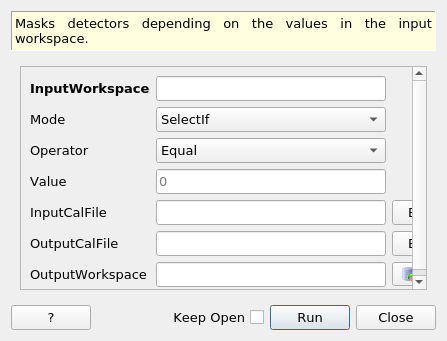 Masks detectors depending on the values in the input
workspace.
InputWorkspace
Mode SelectIf
Operator Equal
Value 0
InputCalFile
OutputCalFile
OutputWorkspace
? Keep Open Run Close